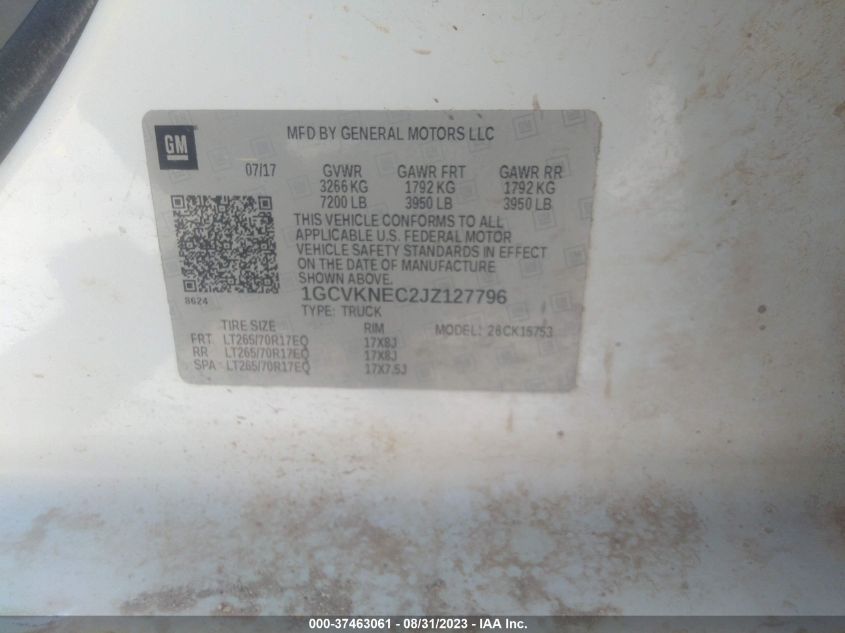 GM
MFD BY GENERAL MOTORS LLC
07/17 GVWR GAWR FRT GAWR RR
3266 KG 1792 KG 1792 KG
7200 LB 3950 LB 3950 LB
THIS VEHICLE CONFORMS TO ALL
APPLICABLE U.S. FEDERAL MOTOR
VEHICLE SAFETY STANDARDS IN EFFECT
ON THE DATE OF MANUFACTURE
SHOWN ABOVE.
8624
1GCVKNEC2JZ127796
TYPE: TRUCK
TIRE SIZE RIM MODEL: 26CK15753
FRT LT265/70R17EQ 17X8J
RR LT265/70R17EQ 17X8J
SPA LT265/70R17EQ 17X7.5J
000-37463061 - 08/31/2023 - IAA Inc.